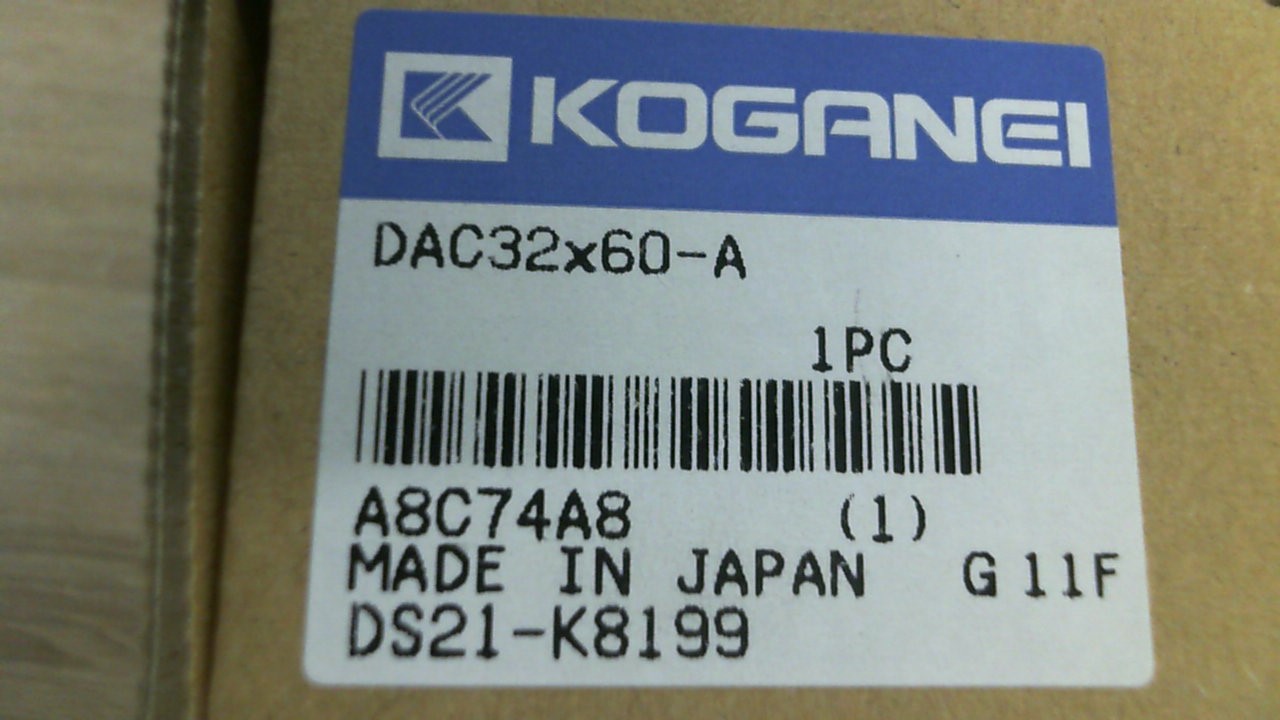 KOGANEI
DAC32x60-A
1PC
A8C74A8 (1)
MADE IN JAPAN G 11F
DS21-K8199